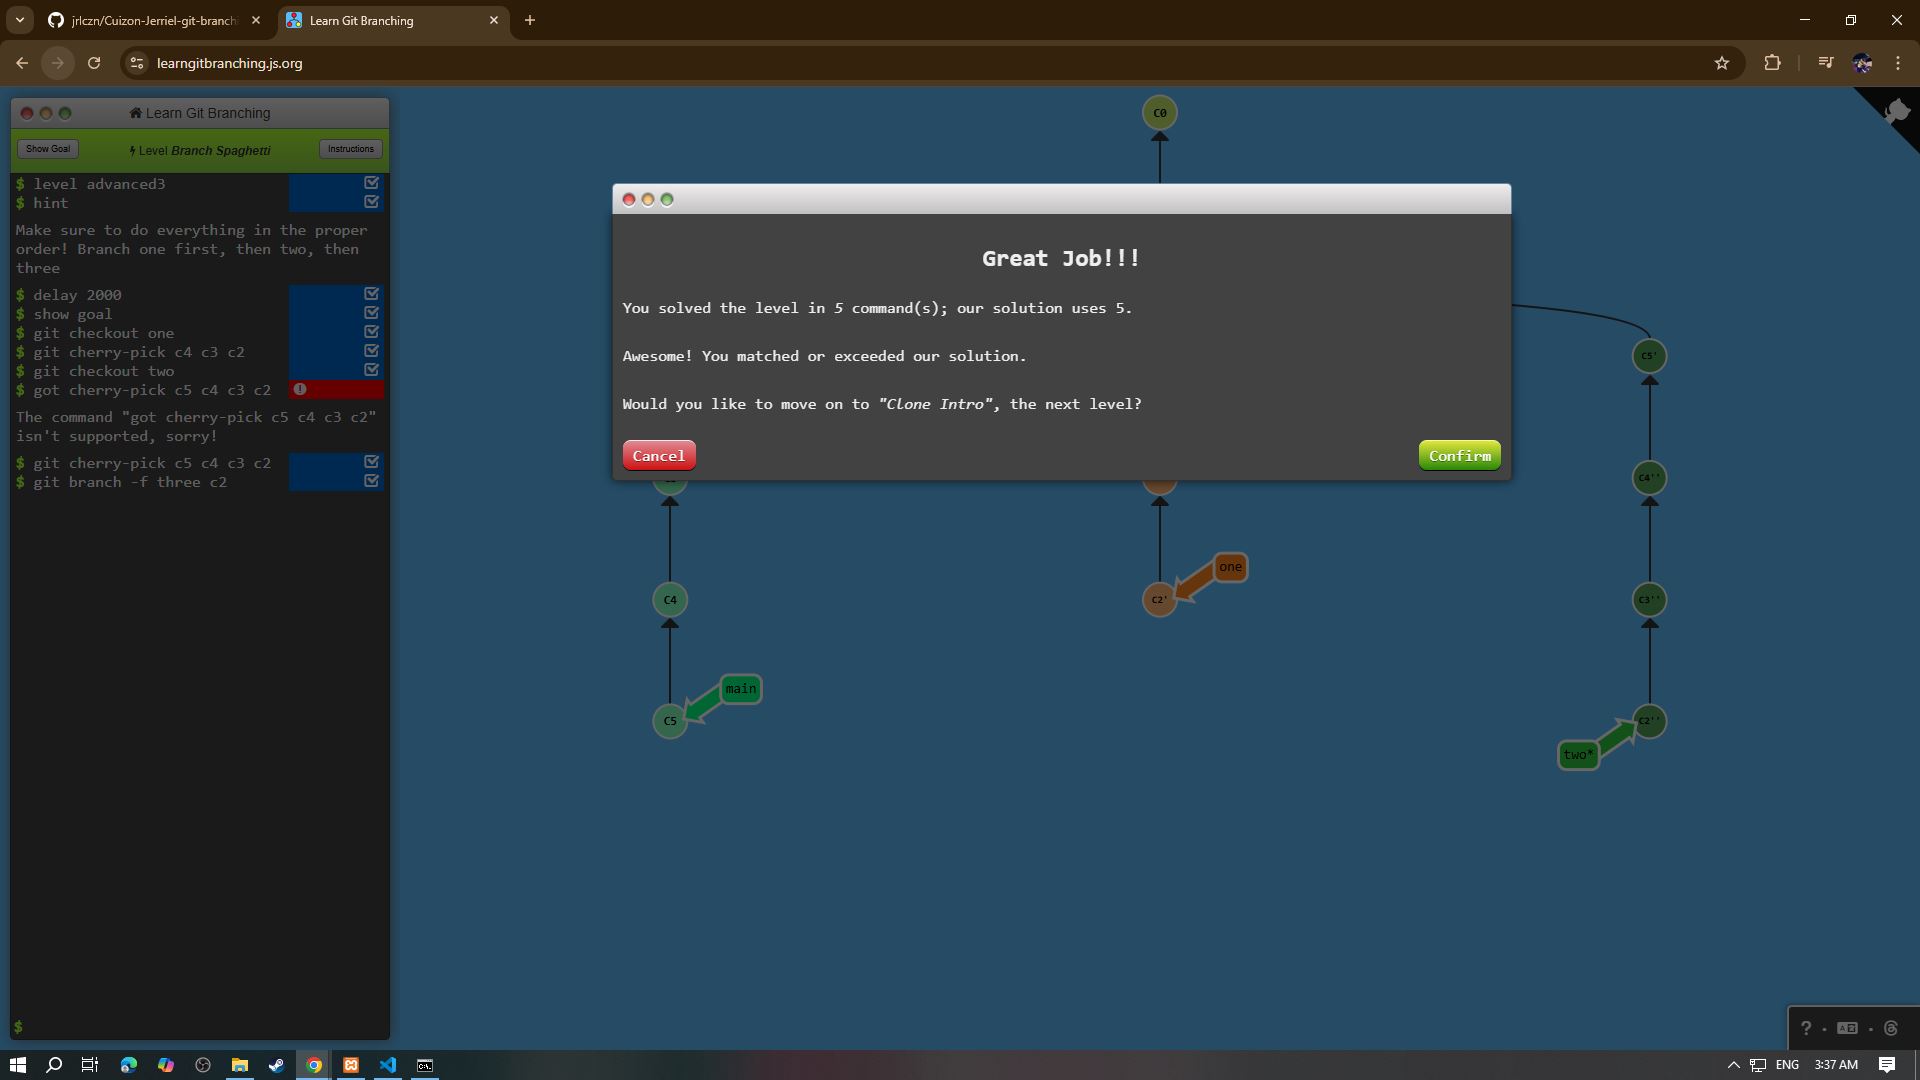 jrlczn/Cuizon-Jerriel-git-branch
Learn Git Branching
learngitbranching.js.org
Learn Git Branching
Show Goal
Level Branch Spaghetti
Instructions
$ level advanced3
$ hint
Make sure to do everything in the proper
order! Branch one first, then two, then
three
$ delay 2000
$ show goal
$ git checkout one
$ git cherry-pick c4 c3 c2
$ git checkout two
$ got cherry-pick c5 c4 c3 c2
The command "got cherry-pick c5 c4 c3 c2"
isn't supported, sorry!
$ git cherry-pick c5 c4 c3 c2
$ git branch -f three c2
$
C0
Great Job!!!
You solved the level in 5 command(s); our solution uses 5.
Awesome! You matched or exceeded our solution.
Would you like to move on to "Clone Intro", the next level?
Cancel
Confirm
C5'
C4''
one
C4
C2'
C3''
main
C5
C2''
two*
?
ENG
3:37 AM